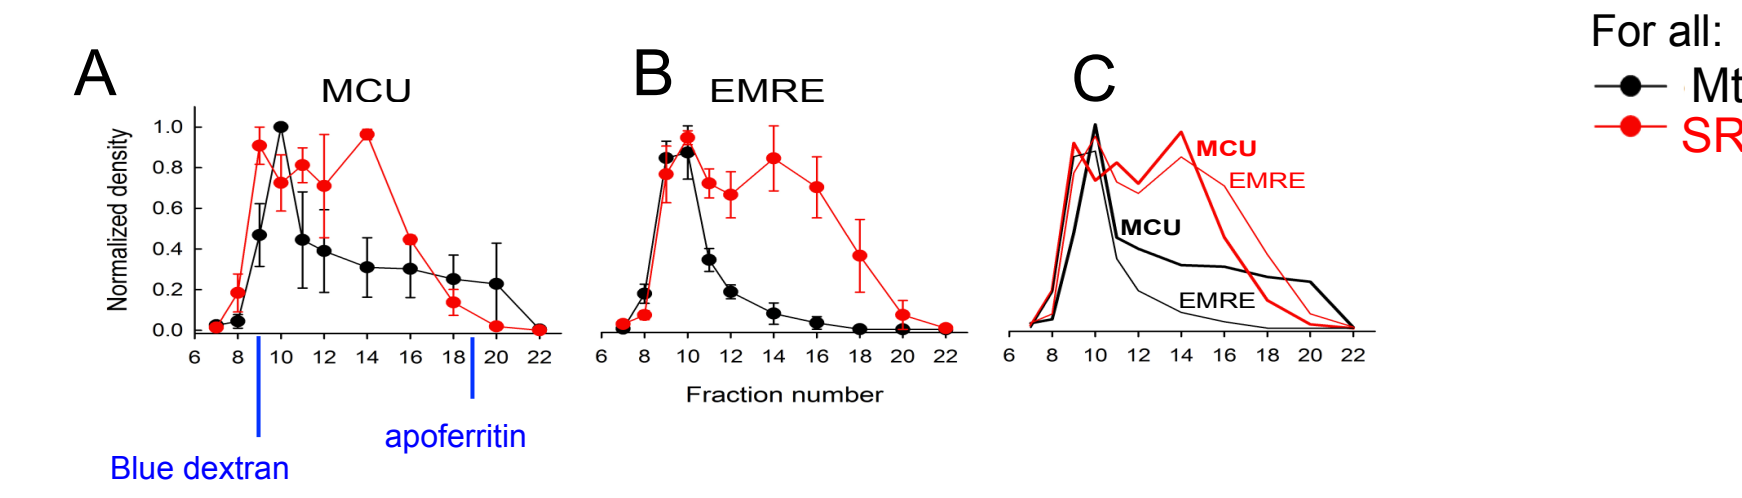 For all:
Mt
SR
A
MCU
B
EMRE
C
Normalized density
1.0
0.8
0.6
0.4
0.2
0.0
6 8 10 12 14 16 18 20 22
6 8 10 12 14 16 18 20 22
6 8 10 12 14 16 18 20 22
MCU
EMRE
MCU
EMRE
Fraction number
Blue dextran
apoferritin